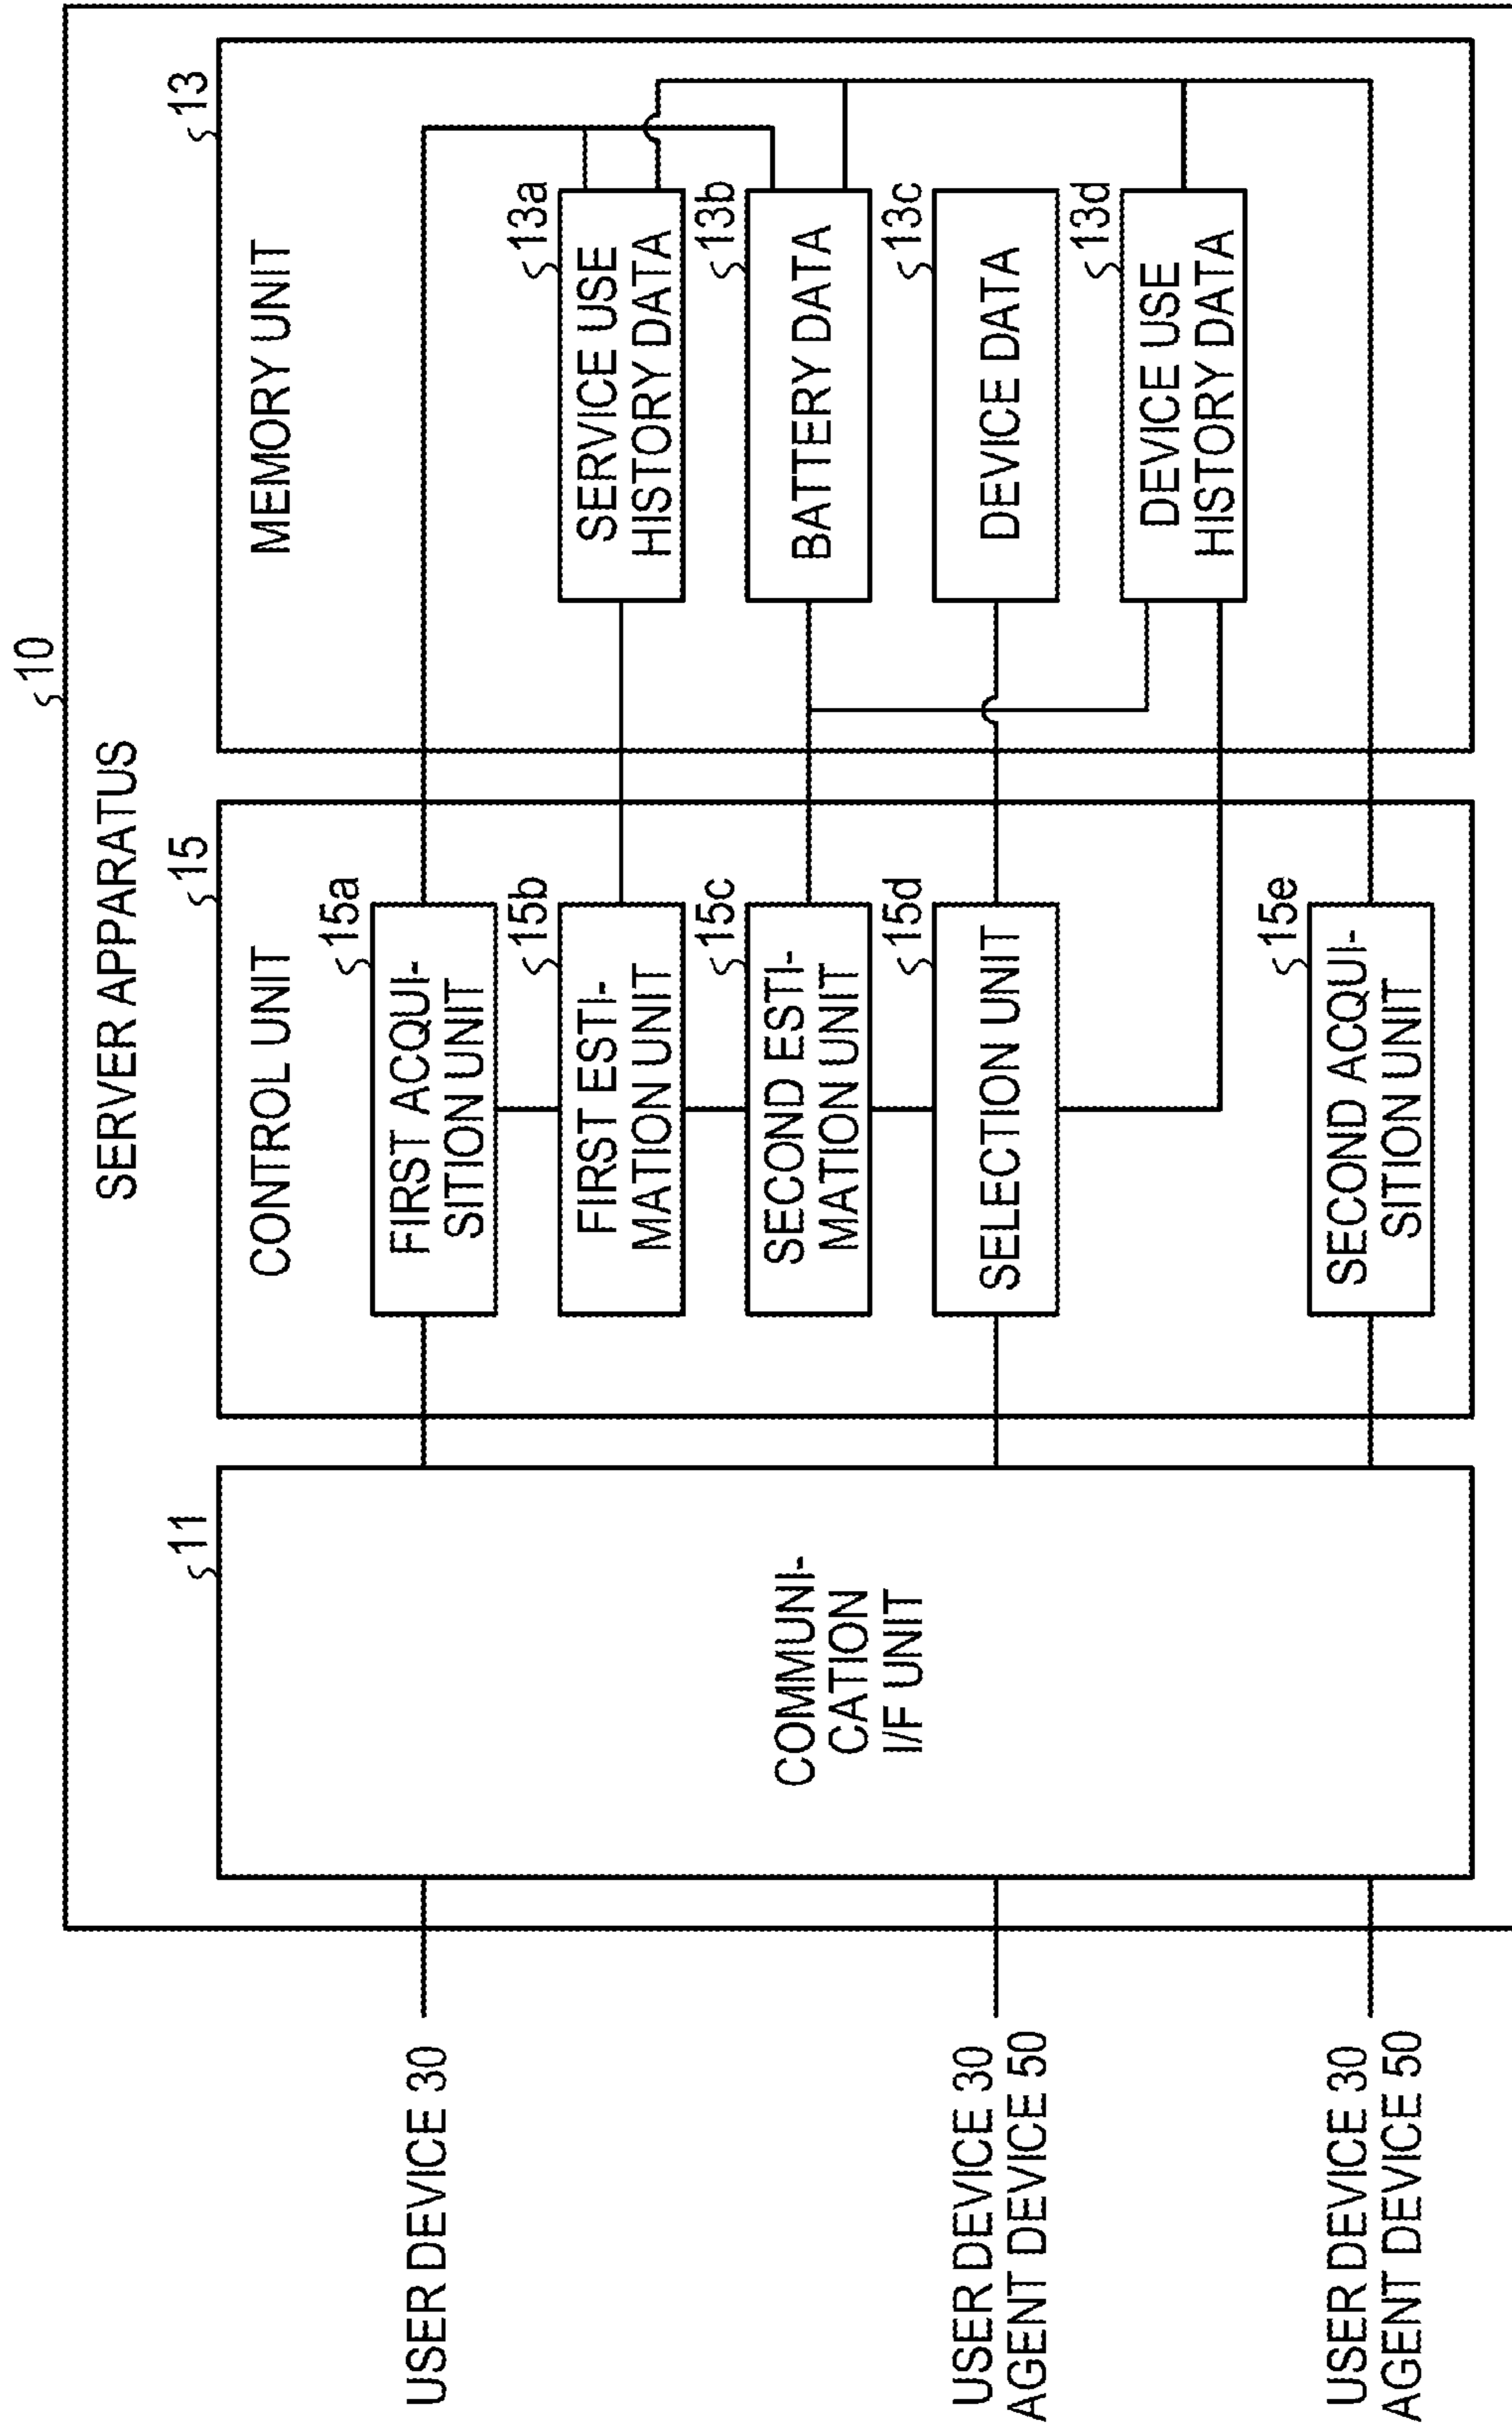 10
SERVER APPARATUS
11
COMMUNI-
CATION
I/F UNIT
15
CONTROL UNIT
15a
FIRST ACQUI-
SITION UNIT
15b
FIRST ESTI-
MATION UNIT
15c
SECOND ESTI-
MATION UNIT
15d
SELECTION UNIT
15e
SECOND ACQUI-
SITION UNIT
13
MEMORY UNIT
13a
SERVICE USE
HISTORY DATA
13b
BATTERY DATA
13c
DEVICE DATA
13d
DEVICE USE
HISTORY DATA
USER DEVICE 30
USER DEVICE 30
AGENT DEVICE 50
USER DEVICE 30
AGENT DEVICE 50